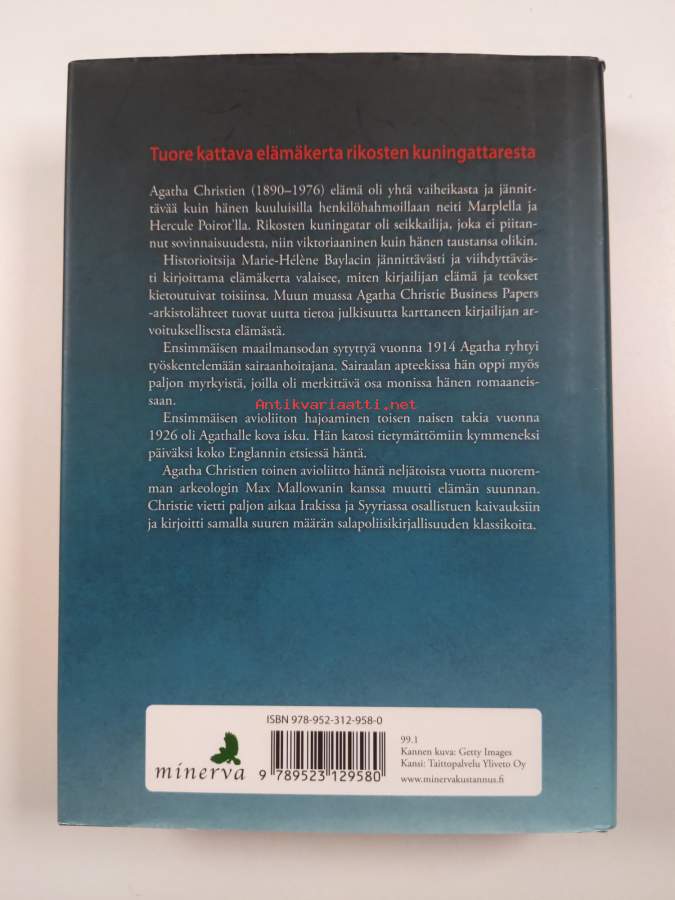 Tuore kattava elämäkerta rikosten kuningattaresta
Agatha Christien (1890–1976) elämä oli yhtä vaiheikasta ja jännit-
tävää kuin hänen kuuluisilla henkilöhahmoillaan neiti Marplella ja
Hercule Poirot'lla. Rikosten kuningatar oli seikkailija, joka ei piitan-
nut sovinnaisuudesta, niin viktoriaaninen kuin hänen taustansa olikin.
Historioitsija Marie-Hélène Baylacin jännittävästi ja viihdyttäväs-
ti kirjoittama elämäkerta valaisee, miten kirjailijan elämä ja teokset
kietoutuivat toisiinsa. Muun muassa Agatha Christie Business Papers
-arkistolähteet tuovat uutta tietoa julkisuutta karttaneen kirjailijan ar-
voituksellisesta elämästä.
Ensimmäisen maailmansodan sytyttyä vuonna 1914 Agatha ryhtyi
työskentelemään sairaanhoitajana. Sairaalan apteekissa hän oppi myös
paljon myrkyistä, joilla oli merkittävä osa monissa hänen romaaneis-
saan.
Antikvariaatti.net
Ensimmäisen avioliiton hajoaminen toisen naisen takia vuonna
1926 oli Agathalle kova isku. Hän katosi tietymättömiin kymmeneksi
päiväksi koko Englannin etsiessä häntä.
Agatha Christien toinen avioliitto häntä neljätoista vuotta nuorem-
man arkeologin Max Mallowanin kanssa muutti elämän suunnan.
Christie vietti paljon aikaa Irakissa ja Syyriassa osallistuen kaivauksiin
ja kirjoitti samalla suuren määrän salapoliisikirjallisuuden klassikoita.
minerva
ISBN 978-952-312-958-0
9 789523 129580
99.1
Kannen kuva: Getty Images
Kansi: Taittopalvelu Yliveto Oy
www.minervakustannus.fi